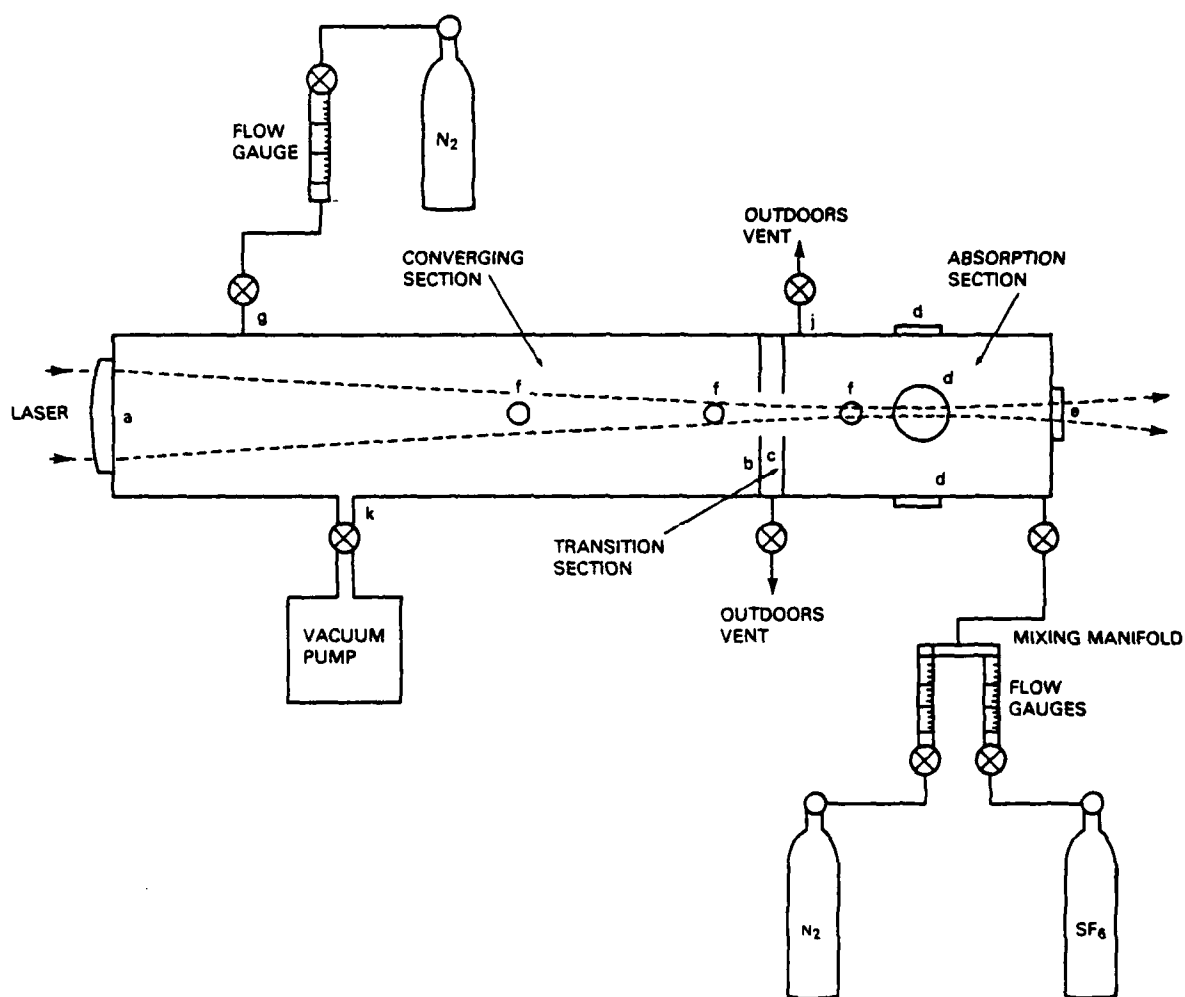 N2
FLOW
GAUGE
OUTDOORS
VENT
CONVERGING
SECTION
ABSORPTION
SECTION
g
j
d
f
f
f
d
LASER
a
e
b
c
d
k
TRANSITION
SECTION
OUTDOORS
VENT
VACUUM
PUMP
MIXING MANIFOLD
FLOW
GAUGES
N2
SF6